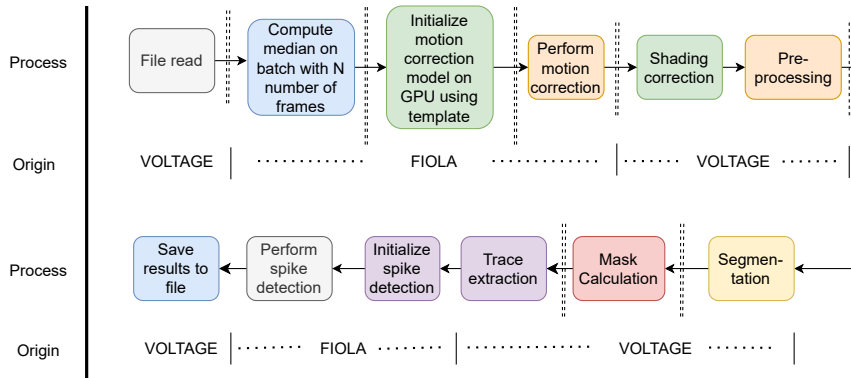 Process
File read
Compute
median on
batch with N
number of
frames
Initialize
motion
correction
model on
GPU using
template
Perform
motion
correction
Shading
correction
Pre-
processing
Origin
VOLTAGE
FIOLA
VOLTAGE
Process
Save
results to
file
Perform
spike
detection
Initialize
spike
detection
Trace
extraction
Mask
Calculation
Segmen-
tation
Origin
VOLTAGE
FIOLA
VOLTAGE